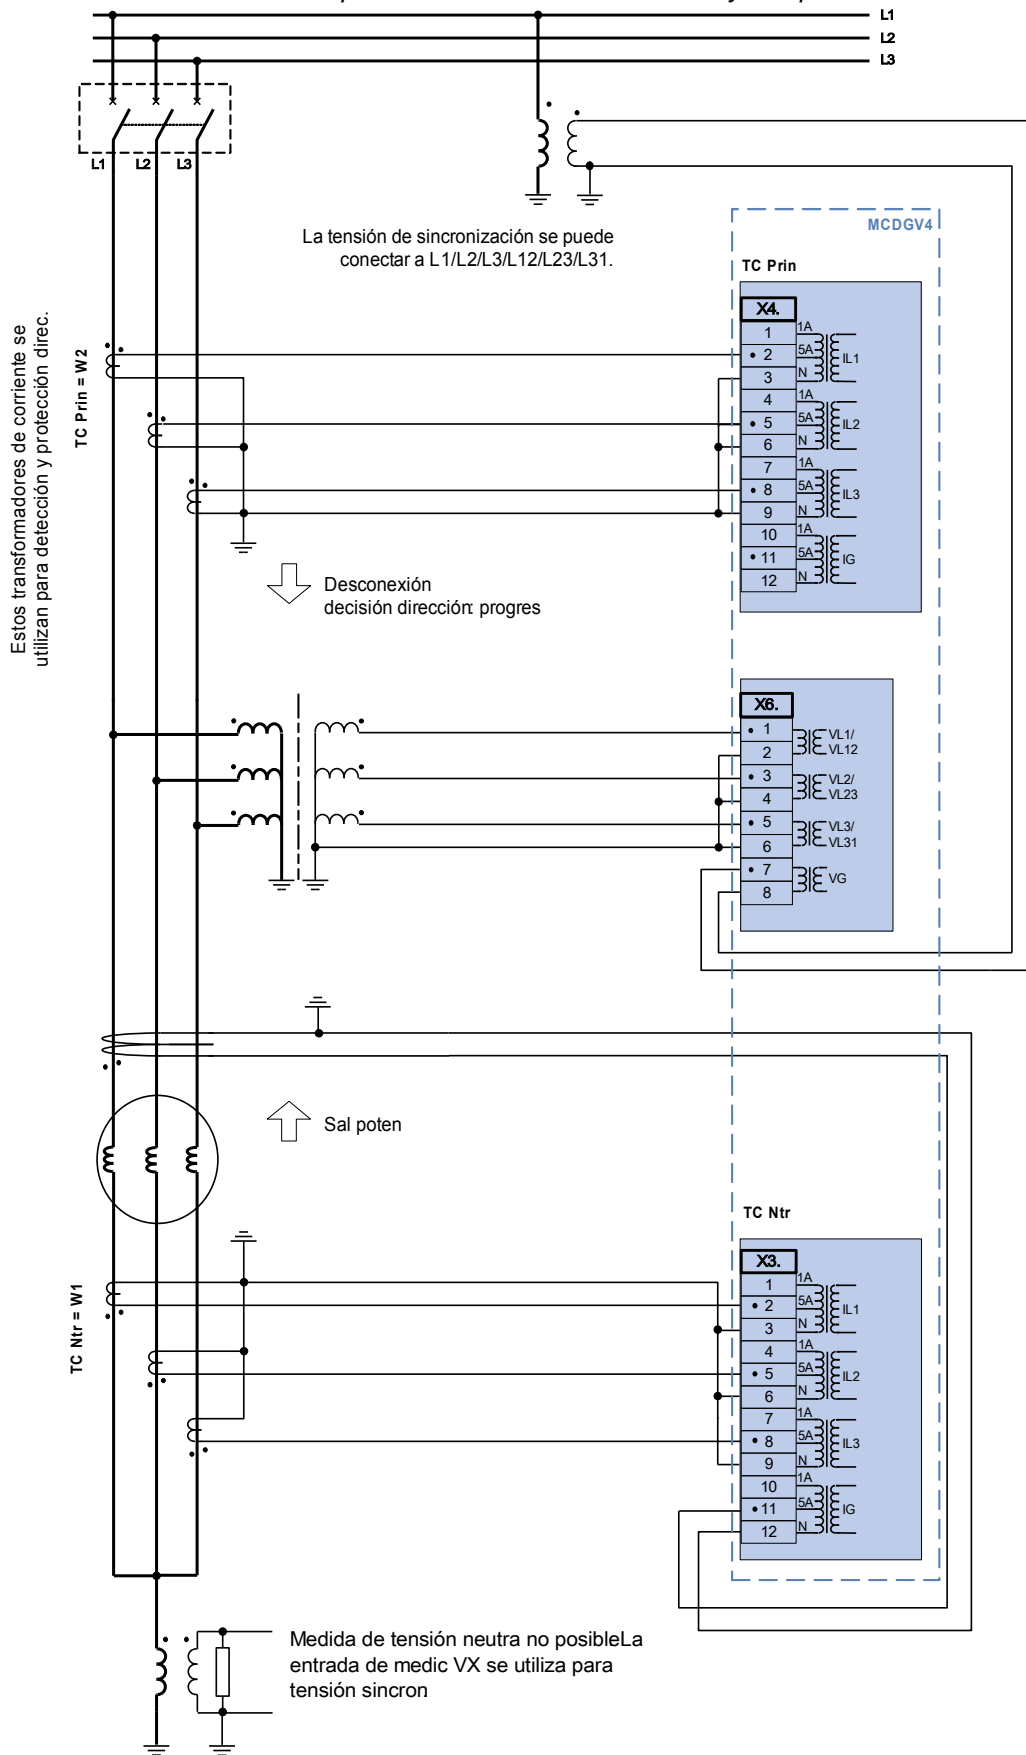 L1
L2
L3
L1 L2 L3
La tensión de sincronización se puede
conectar a L1/L2/L3/L12/L23/L31.
MCDGV4
TC Prin
X4.
1 1A
2 5A IL1
3 N
4 1A
5 5A IL2
6 N
7 1A
8 5A IL3
9 N
10 1A
11 5A IG
12 N
Estos transformadores de corriente se
utilizan para detección y protección direc.
TC Prin = W2
Desconexión
decisión dirección: progres
X6.
1 VL1/
2 VL12
3 VL2/
4 VL23
5 VL3/
6 VL31
7 VG
8
Sal poten
TC Ntr
X3.
1 1A
2 5A IL1
3 N
4 1A
5 5A IL2
6 N
7 1A
8 5A IL3
9 N
10 1A
11 5A IG
12 N
TC Ntr = W1
Medida de tensión neutra no posibleLa
entrada de medic VX se utiliza para
tensión sincron